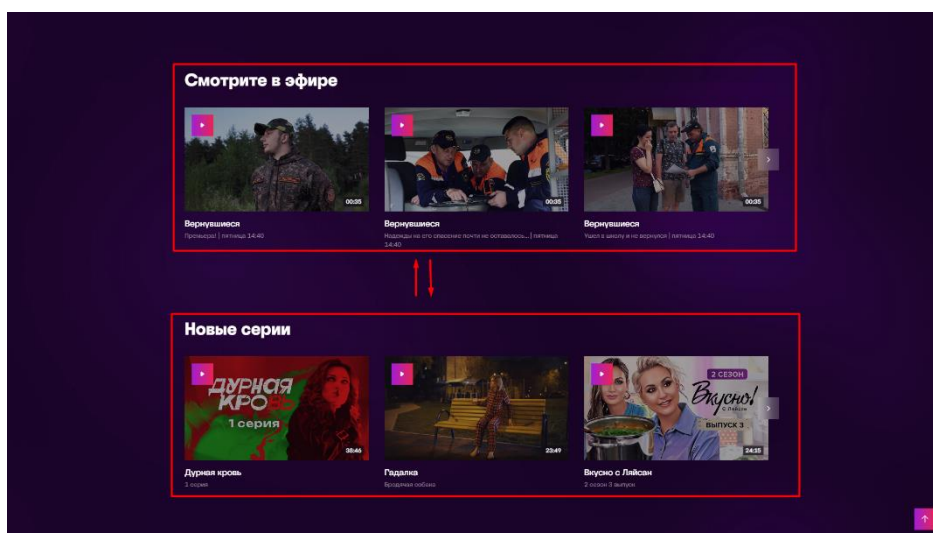 Смотрите в эфире
00:35
00:35
00:35
Вернувшиеся
Вернувшиеся
Вернувшиеся
Премьера! | пятница 14:40
Надежды на его спасение почти не оставалось... | пятница
14:40
Ушел в школу и не вернулся | пятница 14:40
Новые серии
ДУРНАЯ
КРОВЬ
1 серия
38:46
23:49
2 СЕЗОН
Вкусно!
С Ляйсан
ВЫПУСК 3
24:15
Дурная кровь
Гадалка
Вкусно с Ляйсан
1 серия
Бродячая собака
2 сезон 3 выпуск